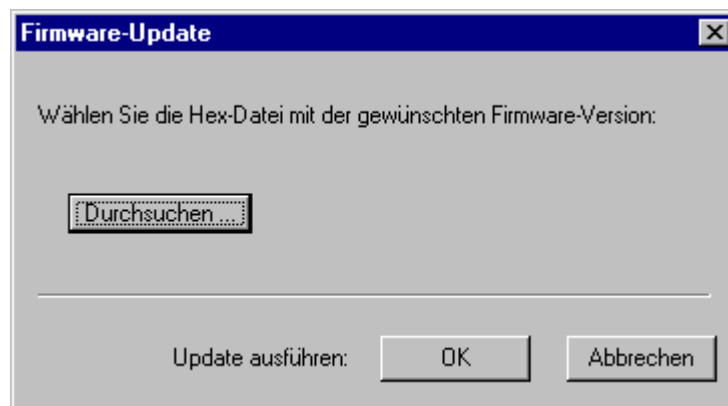 Firmware-Update
Wählen Sie die Hex-Datei mit der gewünschten Firmware-Version:
Durchsuchen ...
Update ausführen: OK Abbrechen